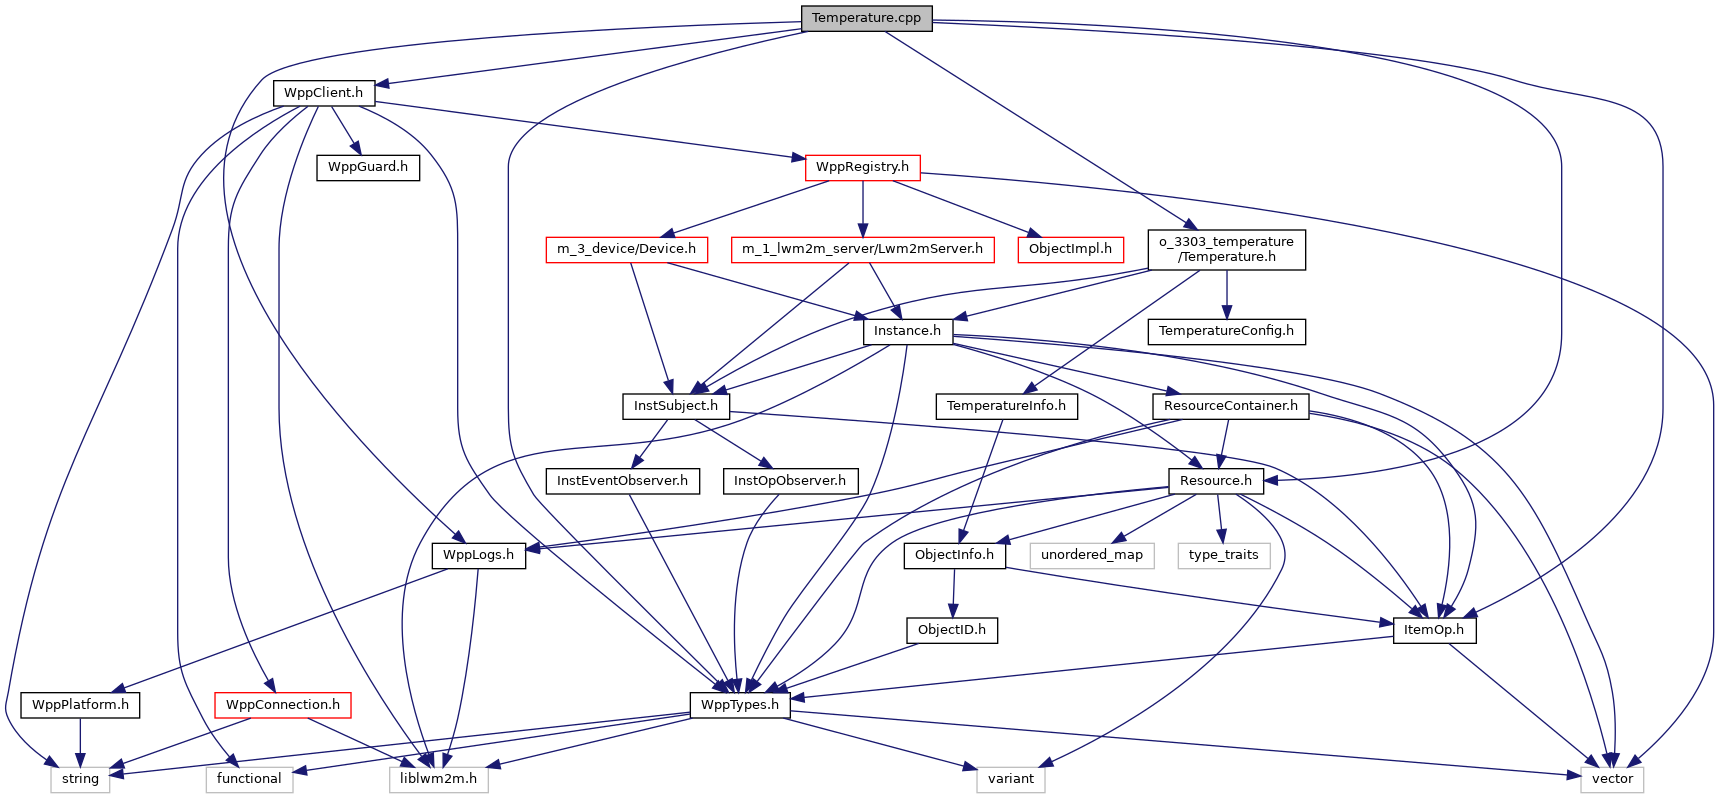 Temperature.cpp
WppClient.h
WppGuard.h
WppRegistry.h
m_3_device/Device.h
m_1_lwm2m_server/Lwm2mServer.h
ObjectImpl.h
o_3303_temperature
/Temperature.h
Instance.h
TemperatureConfig.h
InstSubject.h
TemperatureInfo.h
ResourceContainer.h
InstEventObserver.h
InstOpObserver.h
Resource.h
WppLogs.h
ObjectInfo.h
unordered_map
type_traits
ObjectID.h
ItemOp.h
WppPlatform.h
WppConnection.h
WppTypes.h
string
functional
liblwm2m.h
variant
vector